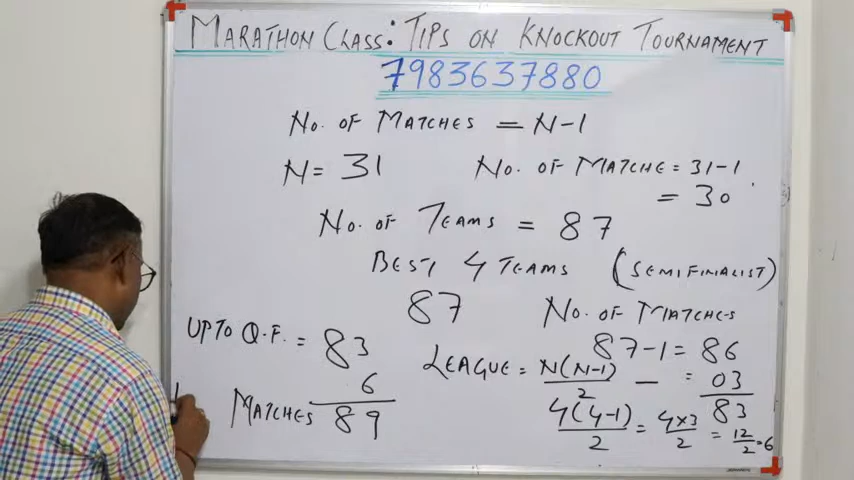 MARATHON CLASS: TIPS ON KNOCKOUT TOURNAMENT
7983637880
NO. OF MATCHES = N-1
N= 31 NO. OF MATCHE = 31-1
= 30
NO. OF TEAMS = 87
BEST 4 TEAMS (SEMIFINALIST)
87 NO. OF MATCHES
UPTO Q.F. = 83 87-1 = 86
6 LEAGUE = N(N-1)/2 — = 03
MATCHES 89 83
4(4-1)/2 = 4×3/2 = 12/2 = 6